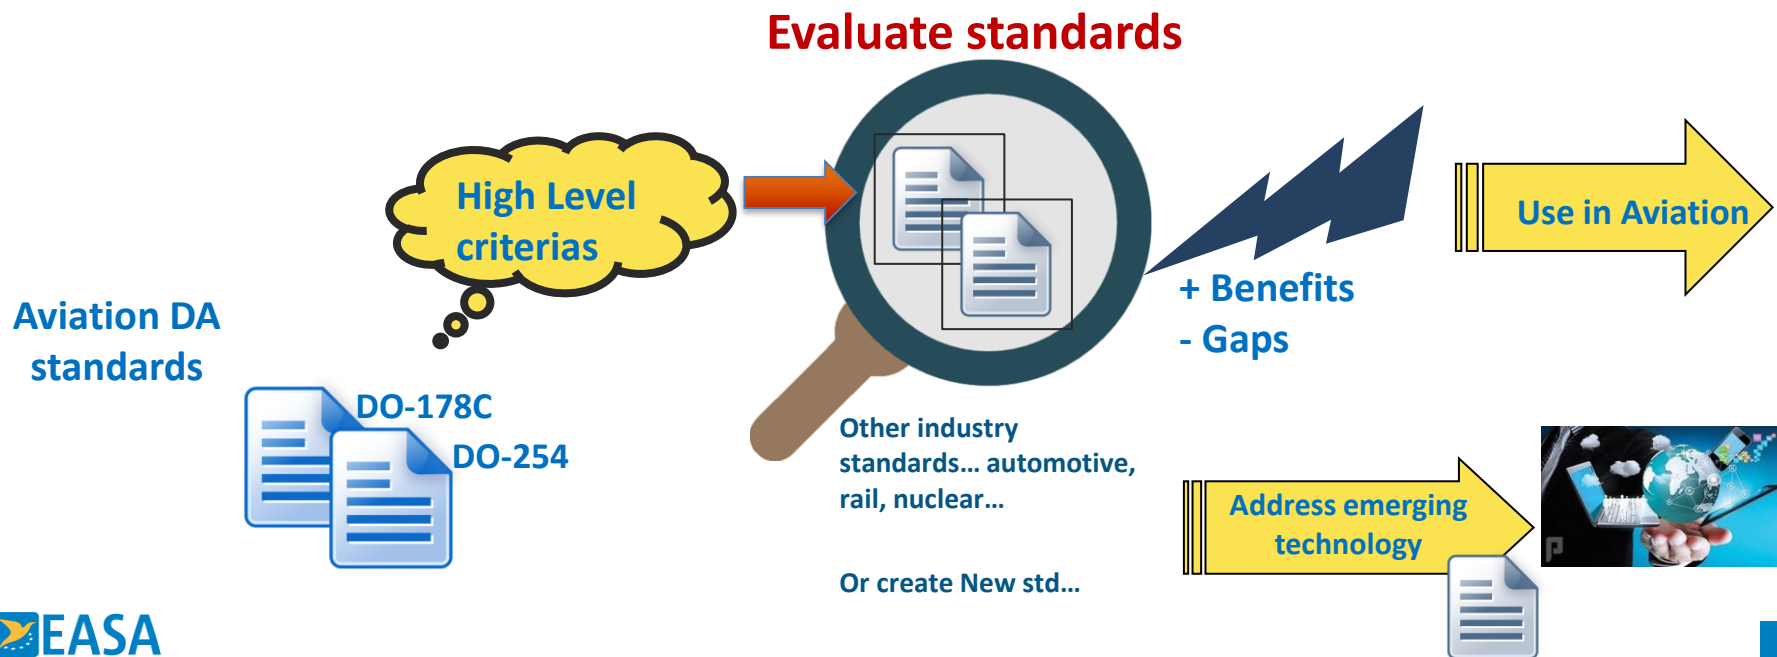 Evaluate standards
High Level
criterias
Use in Aviation
+ Benefits
- Gaps
Aviation DA
standards
DO-178C
DO-254
Other industry
standards… automotive,
rail, nuclear…
Or create New std…
Address emerging
technology
EASA